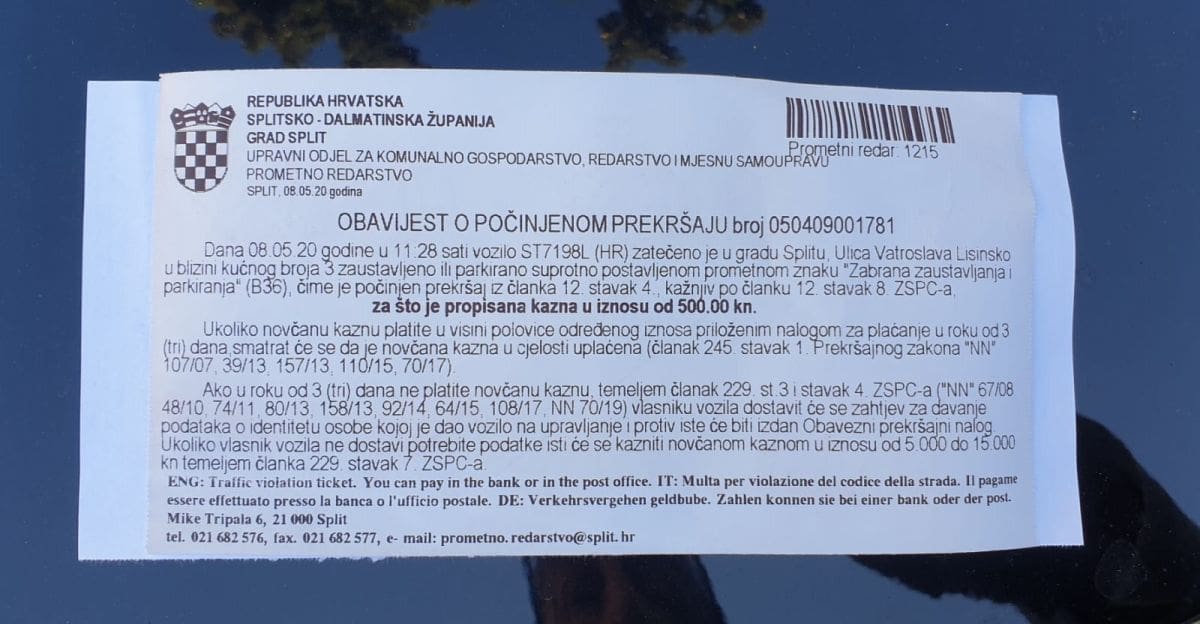 REPUBLIKA HRVATSKA
SPLITSKO - DALMATINSKA ŽUPANIJA
GRAD SPLIT
UPRAVNI ODJEL ZA KOMUNALNO GOSPODARSTVO, REDARSTVO I MJESNU SAMOUPRAVU
PROMETNO REDARSTVO
SPLIT, 08.05.20 godina
Prometni redar: 1215
OBAVIJEST O POČINJENOM PREKRŠAJU broj 050409001781
Dana 08.05.20 godine u 11:28 sati vozilo ST7198L (HR) zatečeno je u gradu Splitu, Ulica Vatroslava Lisinsko
u blizini kućnog broja 3 zaustavljeno ili parkirano suprotno postavljenom prometnom znaku "Zabrana zaustavljanja i
parkiranja" (B36), čime je počinjen prekršaj iz članka 12. stavak 4., kažnjiv po članku 12. stavak 8. ZSPC-a,
za što je propisana kazna u iznosu od 500.00 kn.
Ukoliko novčanu kaznu platite u visini polovice određenog iznosa priloženim nalogom za plaćanje u roku od 3
(tri) dana smatrat će se da je novčana kazna u cjelosti uplaćena (članak 245. stavak 1. Prekršajnog zakona "NN"
107/07, 39/13, 157/13, 110/15, 70/17).
Ako u roku od 3 (tri) dana ne platite novčanu kaznu, temeljem članak 229. st.3 i stavak 4. ZSPC-a ("NN" 67/08
48/10, 74/11, 80/13, 158/13, 92/14, 64/15, 108/17, NN 70/19) vlasniku vozila dostavit će se zahtjev za davanje
podataka o identitetu osobe kojoj je dao vozilo na upravljanje i protiv iste će biti izdan Obavezni prekršajni nalog.
Ukoliko vlasnik vozila ne dostavi potrebite podatke isti će se kazniti novčanom kaznom u iznosu od 5.000 do 15.000
kn temeljem članka 229. stavak 7. ZSPC-a.
ENG: Traffic violation ticket. You can pay in the bank or in the post office. IT: Multa per violazione del codice della strada. Il pagame
essere effettuato presso la banca o l'ufficio postale. DE: Verkehrsvergehen geldbube. Zahlen konnen sie bei einer bank oder der post.
Mike Tripala 6, 21 000 Split
tel. 021 682 576, fax. 021 682 577, e- mail: prometno.redarstvo@split.hr